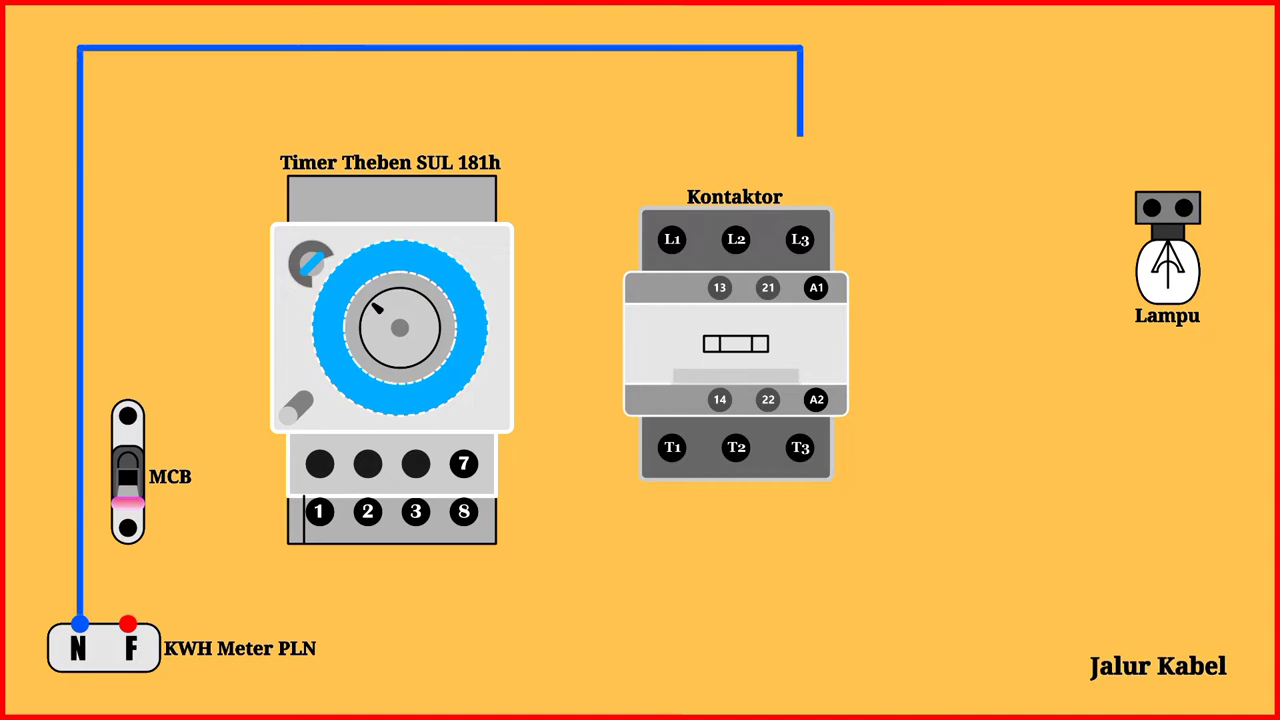 Timer Theben SUL 181h
Kontaktor
L1 L2 L3
13 21 A1
Lampu
14 22 A2
T1 T2 T3
7
MCB
1 2 3 8
N F KWH Meter PLN
Jalur Kabel